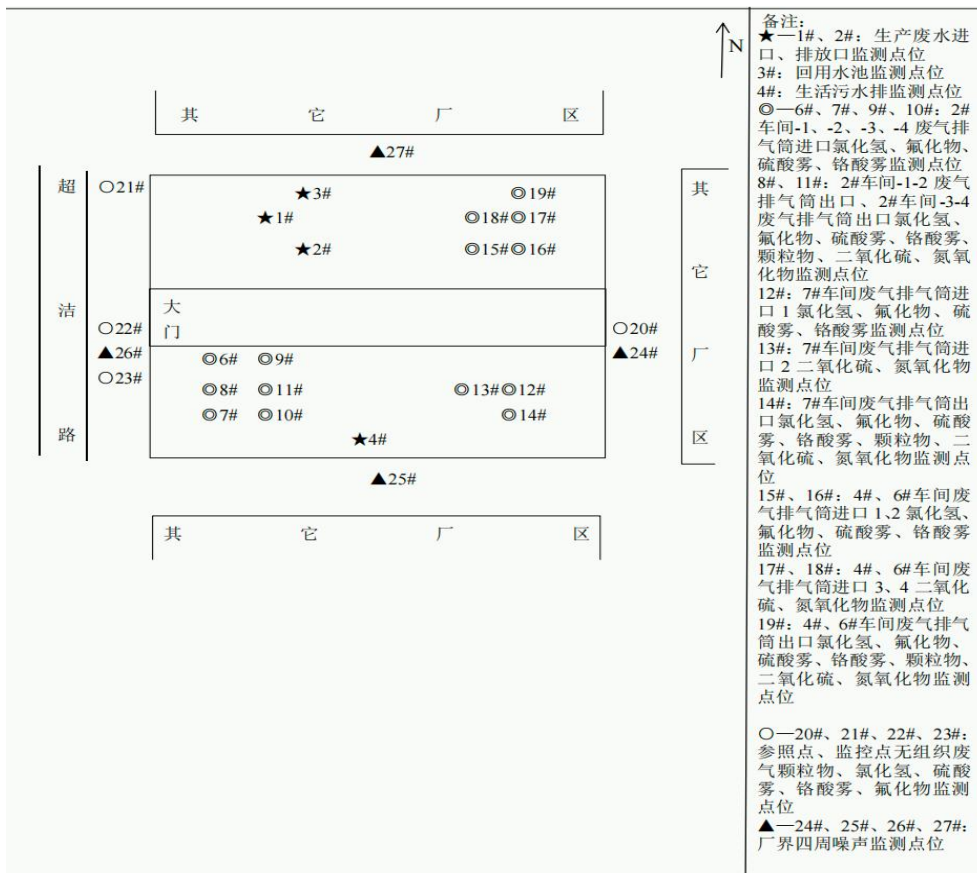 N
其 它 厂 区
▲27#
超 洁 路
○21#
★3#
◎19#
★1#
◎18#◎17#
★2#
◎15#◎16#
大
门
○22#
▲26#
○23#
○20#
▲24#
◎6# ◎9#
◎8# ◎11#
◎13#◎12#
◎7# ◎10#
◎14#
★4#
▲25#
其 它 厂 区
其 它 厂 区
备注：
★—1#、2#：生产废水进
口、排放口监测点位
3#：回用水池监测点位
4#：生活污水排监测点位
◎—6#、7#、9#、10#：2#
车间-1、-2、-3、-4 废气排
气筒进口氯化氢、氟化物、
硫酸雾、铬酸雾监测点位
8#、11#：2#车间-1-2 废气
排气筒出口、2#车间-3-4
废气排气筒出口氯化氢、
氟化物、硫酸雾、铬酸雾、
颗粒物、二氧化硫、氮氧
化物监测点位
12#：7#车间废气排气筒进
口 1 氯化氢、氟化物、硫
酸雾、铬酸雾监测点位
13#：7#车间废气排气筒进
口 2 二氧化硫、氮氧化物
监测点位
14#：7#车间废气排气筒出
口氯化氢、氟化物、硫酸
雾、铬酸雾、颗粒物、二
氧化硫、氮氧化物监测点
位
15#、16#：4#、6#车间废
气排气筒进口 1、2 氯化氢、
氟化物、硫酸雾、铬酸雾
监测点位
17#、18#：4#、6#车间废
气排气筒进口 3、4 二氧化
硫、氮氧化物监测点位
19#：4#、6#车间废气排气
筒出口氯化氢、氟化物、
硫酸雾、铬酸雾、颗粒物、
二氧化硫、氮氧化物监测
点位
○—20#、21#、22#、23#：
参照点、监控点无组织废
气颗粒物、氯化氢、硫酸
雾、铬酸雾、氟化物监测
点位
▲—24#、25#、26#、27#：
厂界四周噪声监测点位